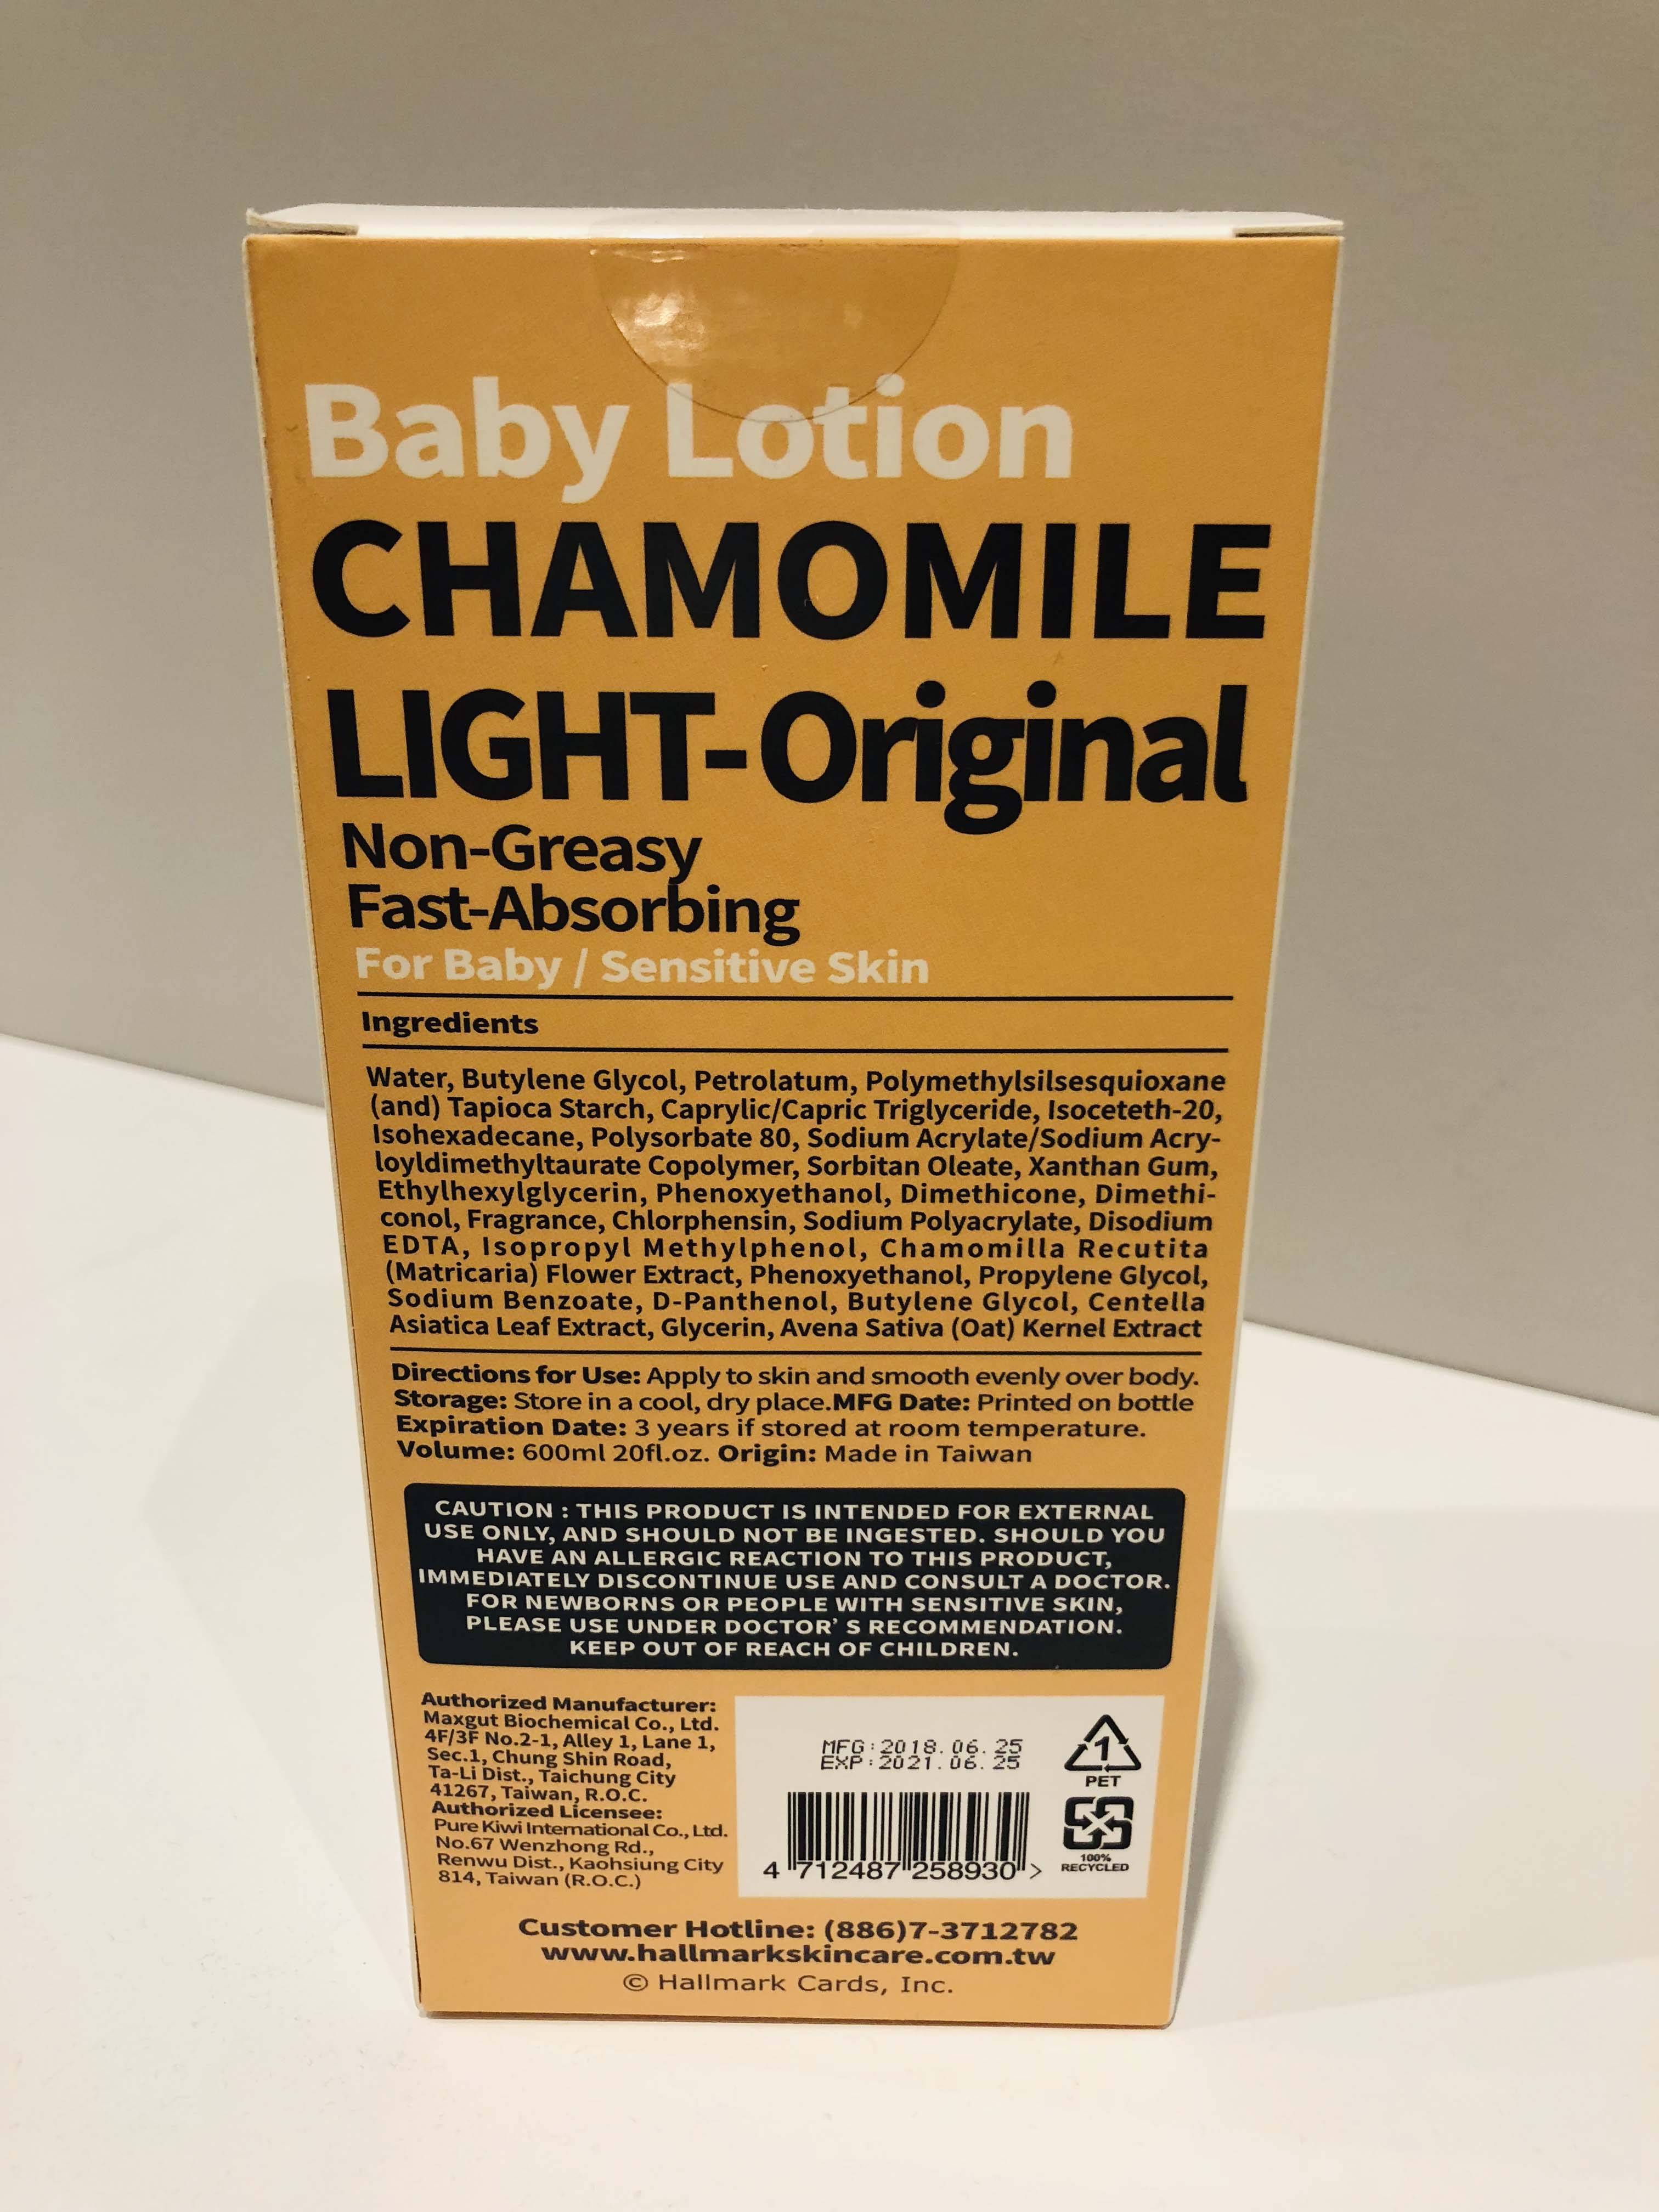 Baby Lotion
CHAMOMILE
LIGHT-Original
Non-Greasy
Fast-Absorbing
For Baby / Sensitive Skin
Ingredients
Water, Butylene Glycol, Petrolatum, Polymethylsilsesquioxane
(and) Tapioca Starch, Caprylic/Capric Triglyceride, Isoceteth-20,
Isohexadecane, Polysorbate 80, Sodium Acrylate/Sodium Acry-
loyldimethyltaurate Copolymer, Sorbitan Oleate, Xanthan Gum,
Ethylhexylglycerin, Phenoxyethanol, Dimethicone, Dimethi-
conol, Fragrance, Chlorphensin, Sodium Polyacrylate, Disodium
EDTA, Isopropyl Methylphenol, Chamomilla Recutita
(Matricaria) Flower Extract, Phenoxyethanol, Propylene Glycol,
Sodium Benzoate, D-Panthenol, Butylene Glycol, Centella
Asiatica Leaf Extract, Glycerin, Avena Sativa (Oat) Kernel Extract
Directions for Use: Apply to skin and smooth evenly over body.
Storage: Store in a cool, dry place.MFG Date: Printed on bottle
Expiration Date: 3 years if stored at room temperature.
Volume: 600ml 20fl.oz. Origin: Made in Taiwan
CAUTION : THIS PRODUCT IS INTENDED FOR EXTERNAL
USE ONLY, AND SHOULD NOT BE INGESTED. SHOULD YOU
HAVE AN ALLERGIC REACTION TO THIS PRODUCT,
IMMEDIATELY DISCONTINUE USE AND CONSULT A DOCTOR.
FOR NEWBORNS OR PEOPLE WITH SENSITIVE SKIN,
PLEASE USE UNDER DOCTOR' S RECOMMENDATION.
KEEP OUT OF REACH OF CHILDREN.
Authorized Manufacturer:
Maxgut Biochemical Co., Ltd.
4F/3F No.2-1, Alley 1, Lane 1,
Sec.1, Chung Shin Road,
Ta-Li Dist., Taichung City
41267, Taiwan, R.O.C.
Authorized Licensee:
Pure Kiwi International Co., Ltd.
No.67 Wenzhong Rd.,
Renwu Dist., Kaohsiung City
814, Taiwan (R.O.C.)
MFG:2018.06.25
EXP:2021.06.25
4 712487 258930 >
1
PET
100%
RECYCLED
Customer Hotline: (886)7-3712782
www.hallmarkskincare.com.tw
© Hallmark Cards, Inc.